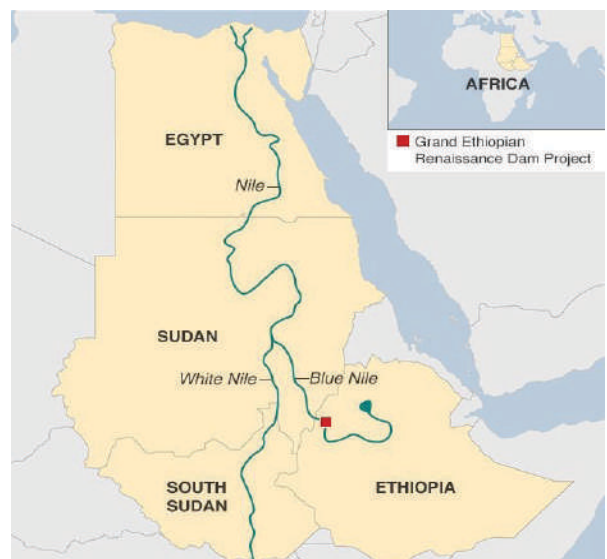 AFRICA
Grand Ethiopian
Renaissance Dam Project
EGYPT
Nile
SUDAN
White Nile
Blue Nile
SOUTH
SUDAN
ETHIOPIA